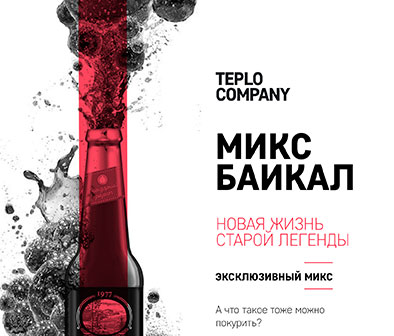 TEPLO
COMPANY
МИКС
БАЙКАЛ
НОВАЯ ЖИЗНЬ
СТАРОЙ ЛЕГЕНДЫ
ЭКСКЛЮЗИВНЫЙ МИКС
А что такое тоже можно
покурить?
1977